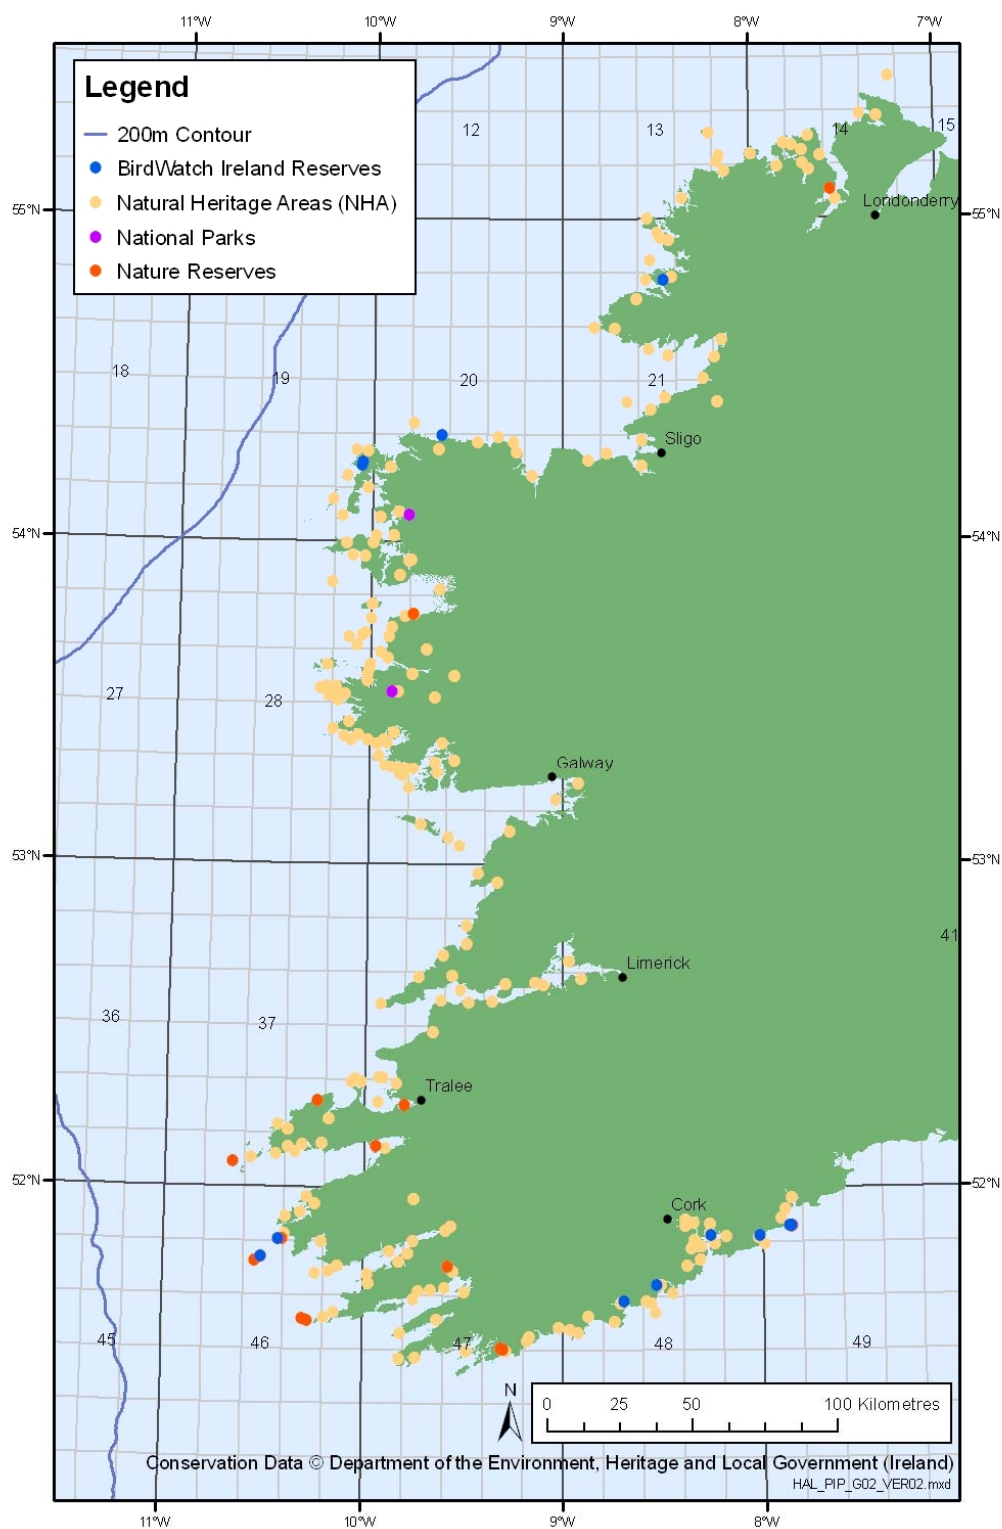 11°W 10°W 9°W 8°W 7°W
Legend
200m Contour
BirdWatch Ireland Reserves
Natural Heritage Areas (NHA)
National Parks
Nature Reserves
12 13 14 15
55°N Londonderry 55°N
18 19 20 21
Sligo
54°N 54°N
27 28
Galway
53°N 53°N
41
Limerick
36 37
Tralee
52°N 52°N
Cork
45 46 47 48 49
N
0 25 50 100 Kilometres
Conservation Data © Department of the Environment, Heritage and Local Government (Ireland)
HAL_PIP_G02_VER02.mxd
11°W 10°W 9°W 8°W